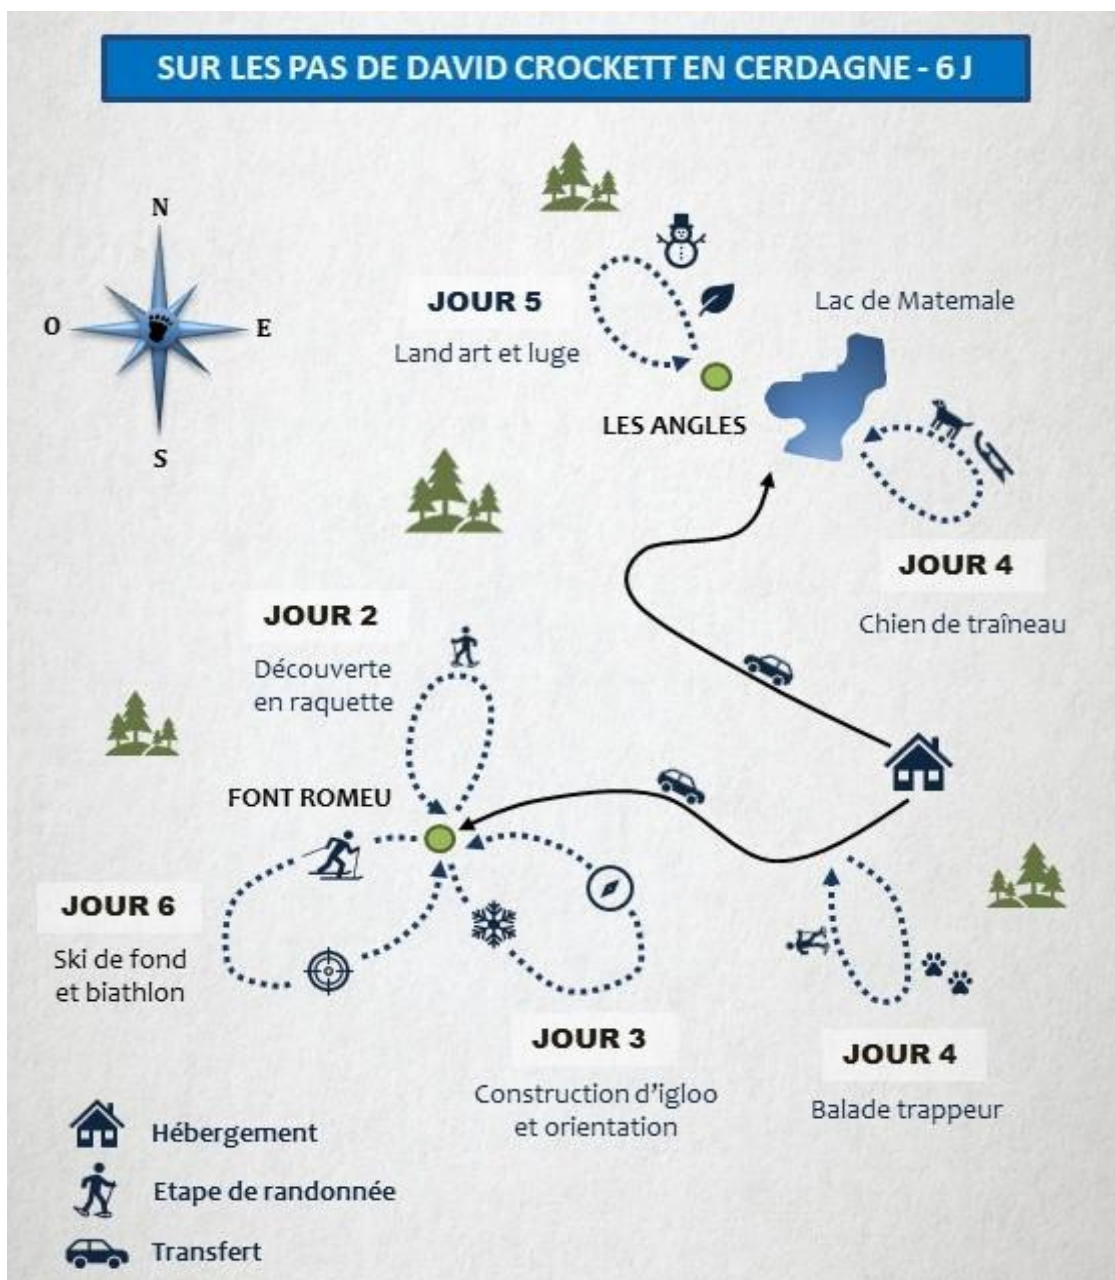 SUR LES PAS DE DAVID CROCKETT EN CERDAGNE - 6 J
N
O
E
S
JOUR 5
Land art et luge
Lac de Matemale
LES ANGLES
JOUR 4
Chien de traîneau
JOUR 2
Découverte
en raquette
FONT ROMEU
JOUR 6
Ski de fond
et biathlon
JOUR 3
Construction d'igloo
et orientation
JOUR 4
Balade trappeur
Hébergement
Etape de randonnée
Transfert